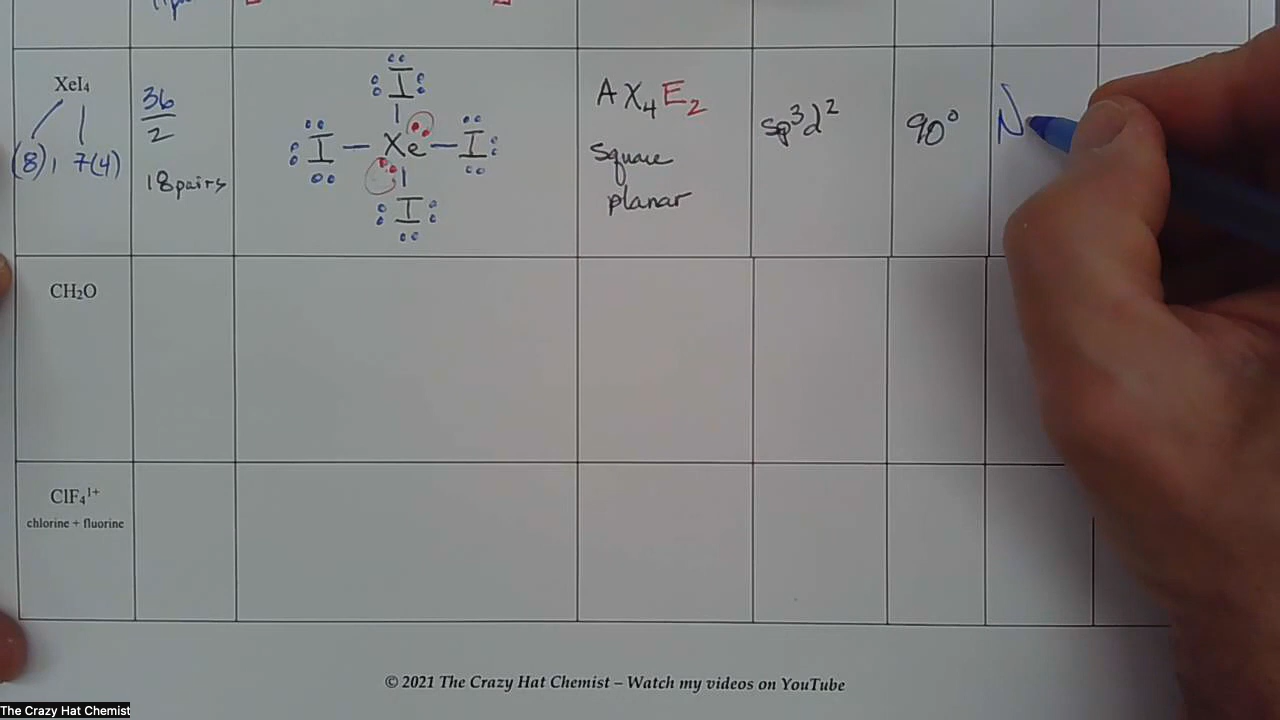 XeI₄
(8) , 7(4)
36
2
18 pairs
I
I — Xe — I
I
AX₄E₂
Square
planar
sp³d²
90°
N
CH₂O
ClF₄¹⁺
chlorine + fluorine
© 2021 The Crazy Hat Chemist – Watch my videos on YouTube
The Crazy Hat Chemist